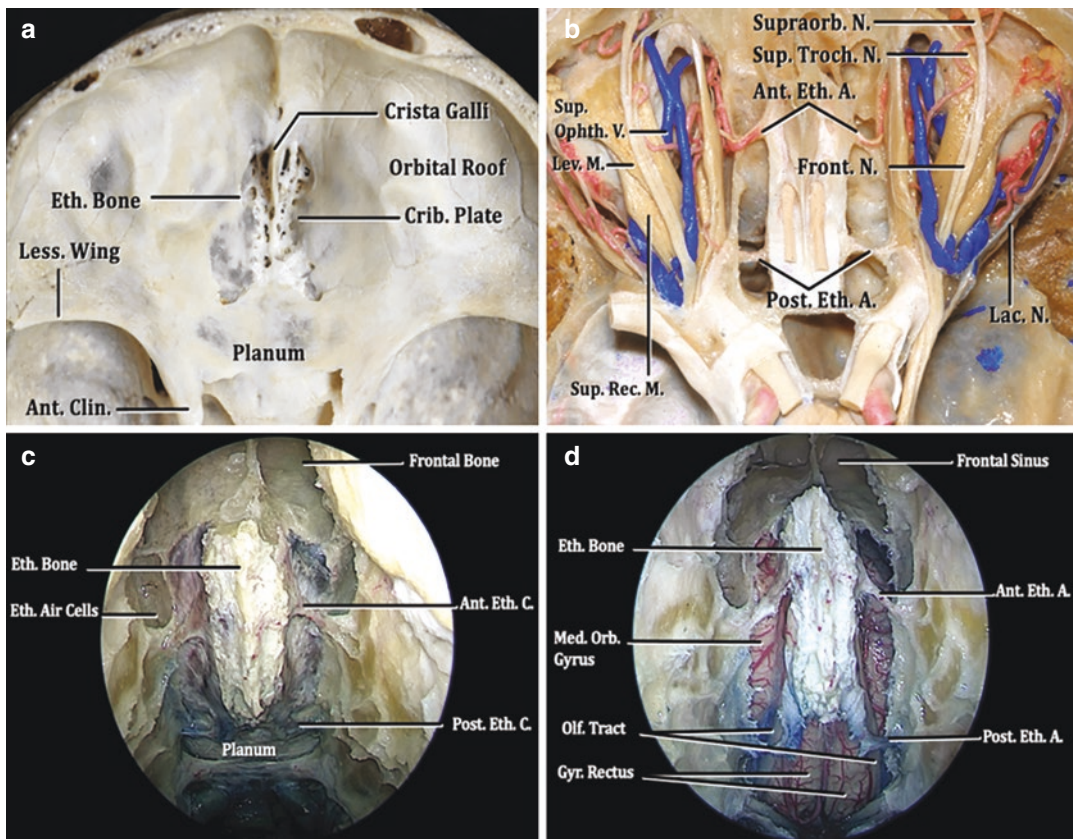 a
Crista Galli
Orbital Roof
Eth. Bone
Crib. Plate
Less. Wing
Planum
Ant. Clin.
b
Supraorb. N.
Sup. Troch. N.
Ant. Eth. A.
Sup.
Ophth. V.
Lev. M.
Front. N.
Post. Eth. A.
Lac. N.
Sup. Rec. M.
c
Frontal Bone
Eth. Bone
Eth. Air Cells
Ant. Eth. C.
Post. Eth. C.
Planum
d
Frontal Sinus
Eth. Bone
Ant. Eth. A.
Med. Orb.
Gyrus
Olf. Tract
Post. Eth. A.
Gyr. Rectus